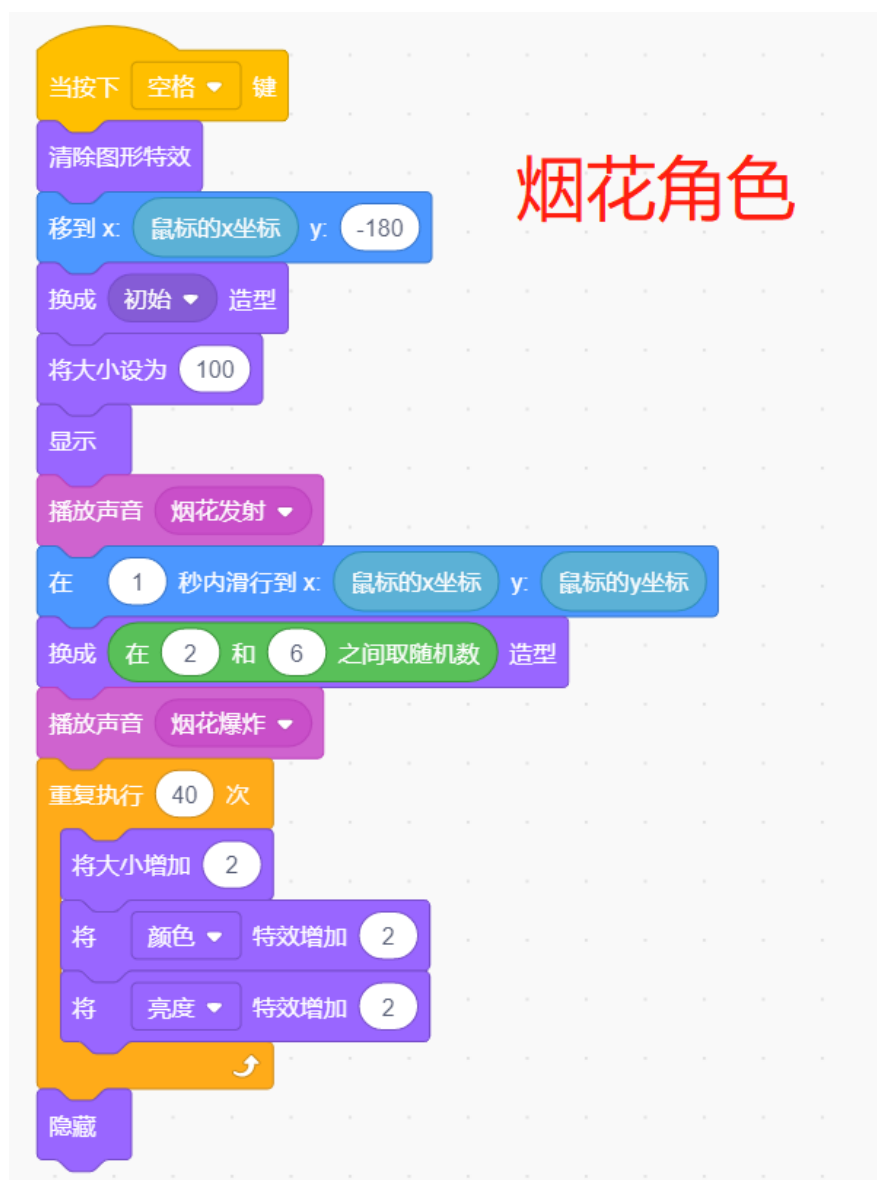 当按下 空格 键
清除图形特效
烟花角色
移到 x: 鼠标的x坐标 y: -180
换成 初始 造型
将大小设为 100
显示
播放声音 烟花发射
在 1 秒内滑行到 x: 鼠标的x坐标 y: 鼠标的y坐标
换成 在 2 和 6 之间取随机数 造型
播放声音 烟花爆炸
重复执行 40 次
将大小增加 2
将 颜色 特效增加 2
将 亮度 特效增加 2
隐藏